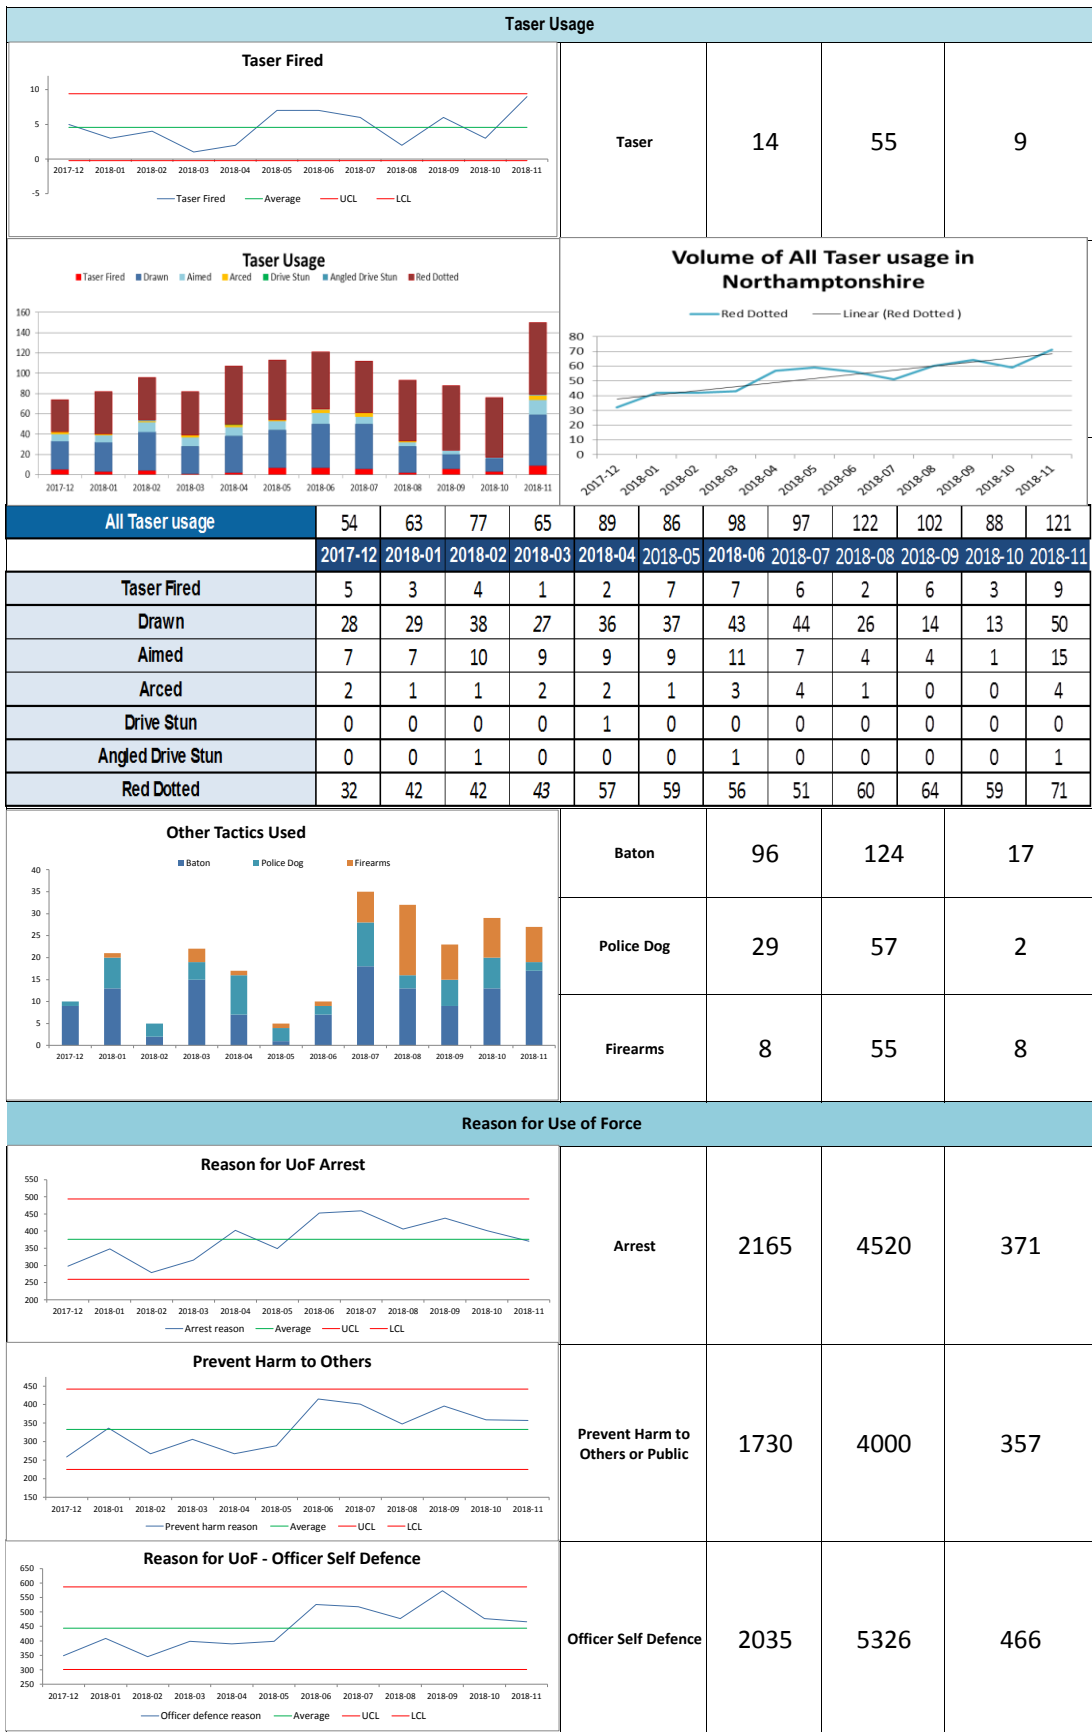 Taser Usage
Taser Fired
10
5
0
-5
2017-12 2018-01 2018-02 2018-03 2018-04 2018-05 2018-06 2018-07 2018-08 2018-09 2018-10 2018-11
Taser Fired Average UCL LCL
Taser 14 55 9
Taser Usage
Taser Fired Drawn Aimed Arced Drive Stun Angled Drive Stun Red Dotted
160
140
120
100
80
60
40
20
0
2017-12 2018-01 2018-02 2018-03 2018-04 2018-05 2018-06 2018-07 2018-08 2018-09 2018-10 2018-11
Volume of All Taser usage in
Northamptonshire
Red Dotted Linear (Red Dotted )
80
70
60
50
40
30
20
10
0
2017-12 2018-01 2018-02 2018-03 2018-04 2018-05 2018-06 2018-07 2018-08 2018-09 2018-10 2018-11
All Taser usage 54 63 77 65 89 86 98 97 122 102 88 121
2017-12 2018-01 2018-02 2018-03 2018-04 2018-05 2018-06 2018-07 2018-08 2018-09 2018-10 2018-11
Taser Fired 5 3 4 1 2 7 7 6 2 6 3 9
Drawn 28 29 38 27 36 37 43 44 26 14 13 50
Aimed 7 7 10 9 9 9 11 7 4 4 1 15
Arced 2 1 1 2 2 1 3 4 1 0 0 4
Drive Stun 0 0 0 0 1 0 0 0 0 0 0 0
Angled Drive Stun 0 0 1 0 0 0 1 0 0 0 0 1
Red Dotted 32 42 42 43 57 59 56 51 60 64 59 71
Other Tactics Used
Baton Police Dog Firearms
40
35
30
25
20
15
10
5
0
2017-12 2018-01 2018-02 2018-03 2018-04 2018-05 2018-06 2018-07 2018-08 2018-09 2018-10 2018-11
Baton 96 124 17
Police Dog 29 57 2
Firearms 8 55 8
Reason for Use of Force
Reason for UoF Arrest
550
500
450
400
350
300
250
200
2017-12 2018-01 2018-02 2018-03 2018-04 2018-05 2018-06 2018-07 2018-08 2018-09 2018-10 2018-11
Arrest reason Average UCL LCL
Arrest 2165 4520 371
Prevent Harm to Others
450
400
350
300
250
200
150
2017-12 2018-01 2018-02 2018-03 2018-04 2018-05 2018-06 2018-07 2018-08 2018-09 2018-10 2018-11
Prevent harm reason Average UCL LCL
Prevent Harm to
Others or Public 1730 4000 357
Reason for UoF - Officer Self Defence
650
600
550
500
450
400
350
300
250
2017-12 2018-01 2018-02 2018-03 2018-04 2018-05 2018-06 2018-07 2018-08 2018-09 2018-10 2018-11
Officer defence reason Average UCL LCL
Officer Self Defence 2035 5326 466